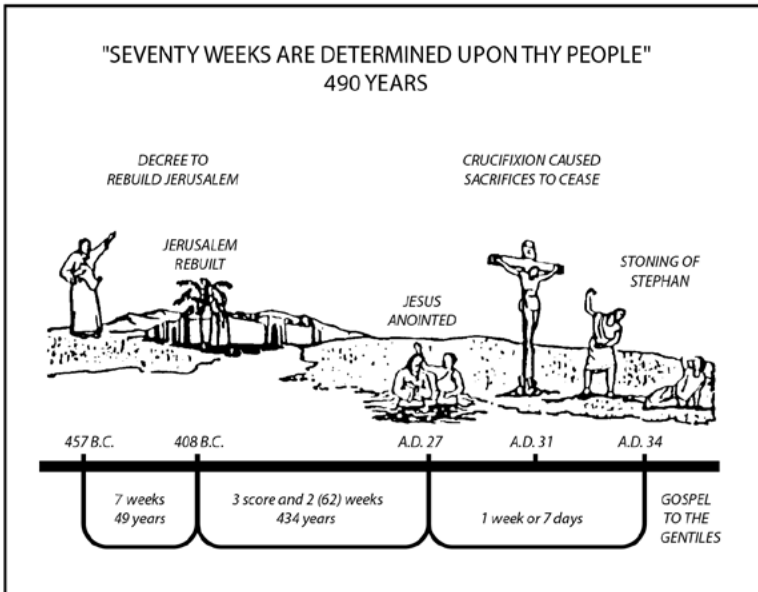 "SEVENTY WEEKS ARE DETERMINED UPON THY PEOPLE"
490 YEARS
DECREE TO
REBUILD JERUSALEM
CRUCIFIXION CAUSED
SACRIFICES TO CEASE
JERUSALEM
REBUILT
STONING OF
STEPHAN
JESUS
ANOINTED
457 B.C.
408 B.C.
A.D. 27
A.D. 31
A.D. 34
7 weeks
49 years
3 score and 2 (62) weeks
434 years
1 week or 7 days
GOSPEL
TO THE
GENTILES